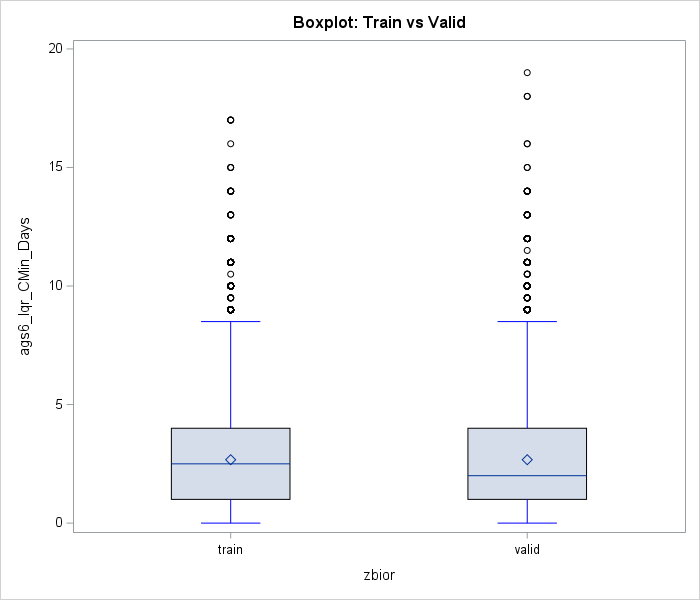 Boxplot: Train vs Valid
20
15
10
5
0
ags6_Iqr_CMin_Days
train
valid
zbior